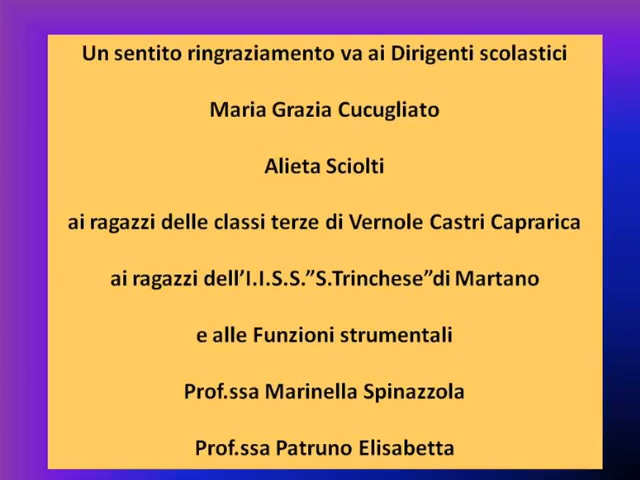 Un sentito ringraziamento va ai Dirigenti scolastici
Maria Grazia Cucugliato
Alieta Sciolti
ai ragazzi delle classi terze di Vernole Castri Caprarica
ai ragazzi dell’I.I.S.S.”S.Trinchese”di Martano
e alle Funzioni strumentali
Prof.ssa Marinella Spinazzola
Prof.ssa Patruno Elisabetta